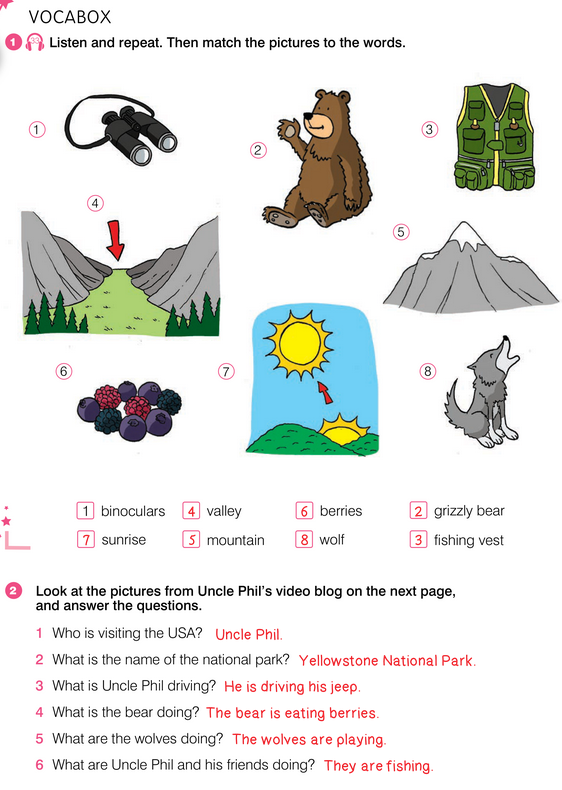 VOCABOX
1 33 Listen and repeat. Then match the pictures to the words.
1
2
3
4
5
6
7
8
1 binoculars 4 valley 6 berries 2 grizzly bear
7 sunrise 5 mountain 8 wolf 3 fishing vest
2 Look at the pictures from Uncle Phil's video blog on the next page,
and answer the questions.
1 Who is visiting the USA? Uncle Phil.
2 What is the name of the national park? Yellowstone National Park.
3 What is Uncle Phil driving? He is driving his jeep.
4 What is the bear doing? The bear is eating berries.
5 What are the wolves doing? The wolves are playing.
6 What are Uncle Phil and his friends doing? They are fishing.